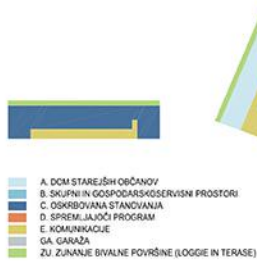 A. DOM STAREJŠIH OBČANOV
B. SKUPNI IN GOSPODARSKOSERVISNI PROSTORI
C. OSKRBOVANA STANOVANJA
D. SPREMLJAJOČI PROGRAM
E. KOMUNIKACIJE
GA. GARAŽA
ZU. ZUNANJE BIVALNE POVRŠINE (LOGGIE IN TERASE)